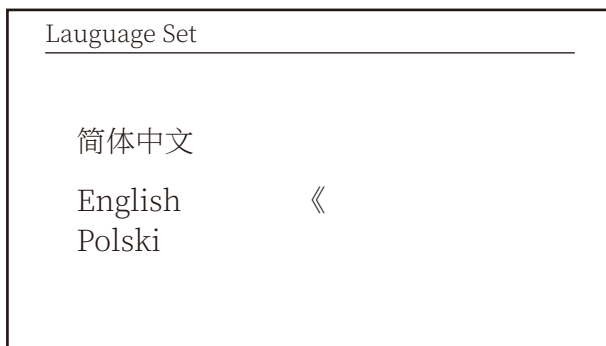 Lauguage Set
简体中文
English 《
Polski